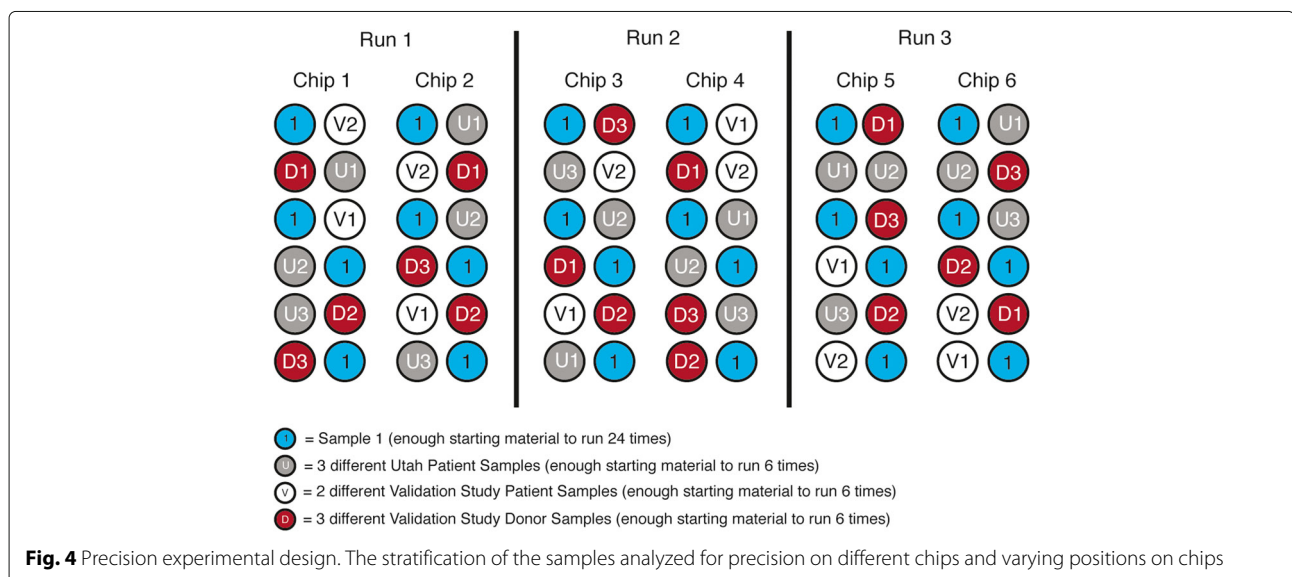 Run 1 Run 2 Run 3
Chip 1 Chip 2 Chip 3 Chip 4 Chip 5 Chip 6
1 V2 1 U1 1 D3 1 V1 1 D1 1 U1
D1 U1 V2 D1 U3 V2 D1 V2 U1 U2 U2 D3
1 V1 1 U2 1 U2 1 U1 1 D3 1 U3
U2 1 D3 1 D1 1 U2 1 V1 1 D2 1
U3 D2 V1 D2 V1 D2 D3 U3 U3 D2 V2 D1
D3 1 U3 1 U1 1 D2 1 V2 1 V1 1
1 = Sample 1 (enough starting material to run 24 times)
U = 3 different Utah Patient Samples (enough starting material to run 6 times)
V = 2 different Validation Study Patient Samples (enough starting material to run 6 times)
D = 3 different Validation Study Donor Samples (enough starting material to run 6 times)
Fig. 4 Precision experimental design. The stratification of the samples analyzed for precision on different chips and varying positions on chips